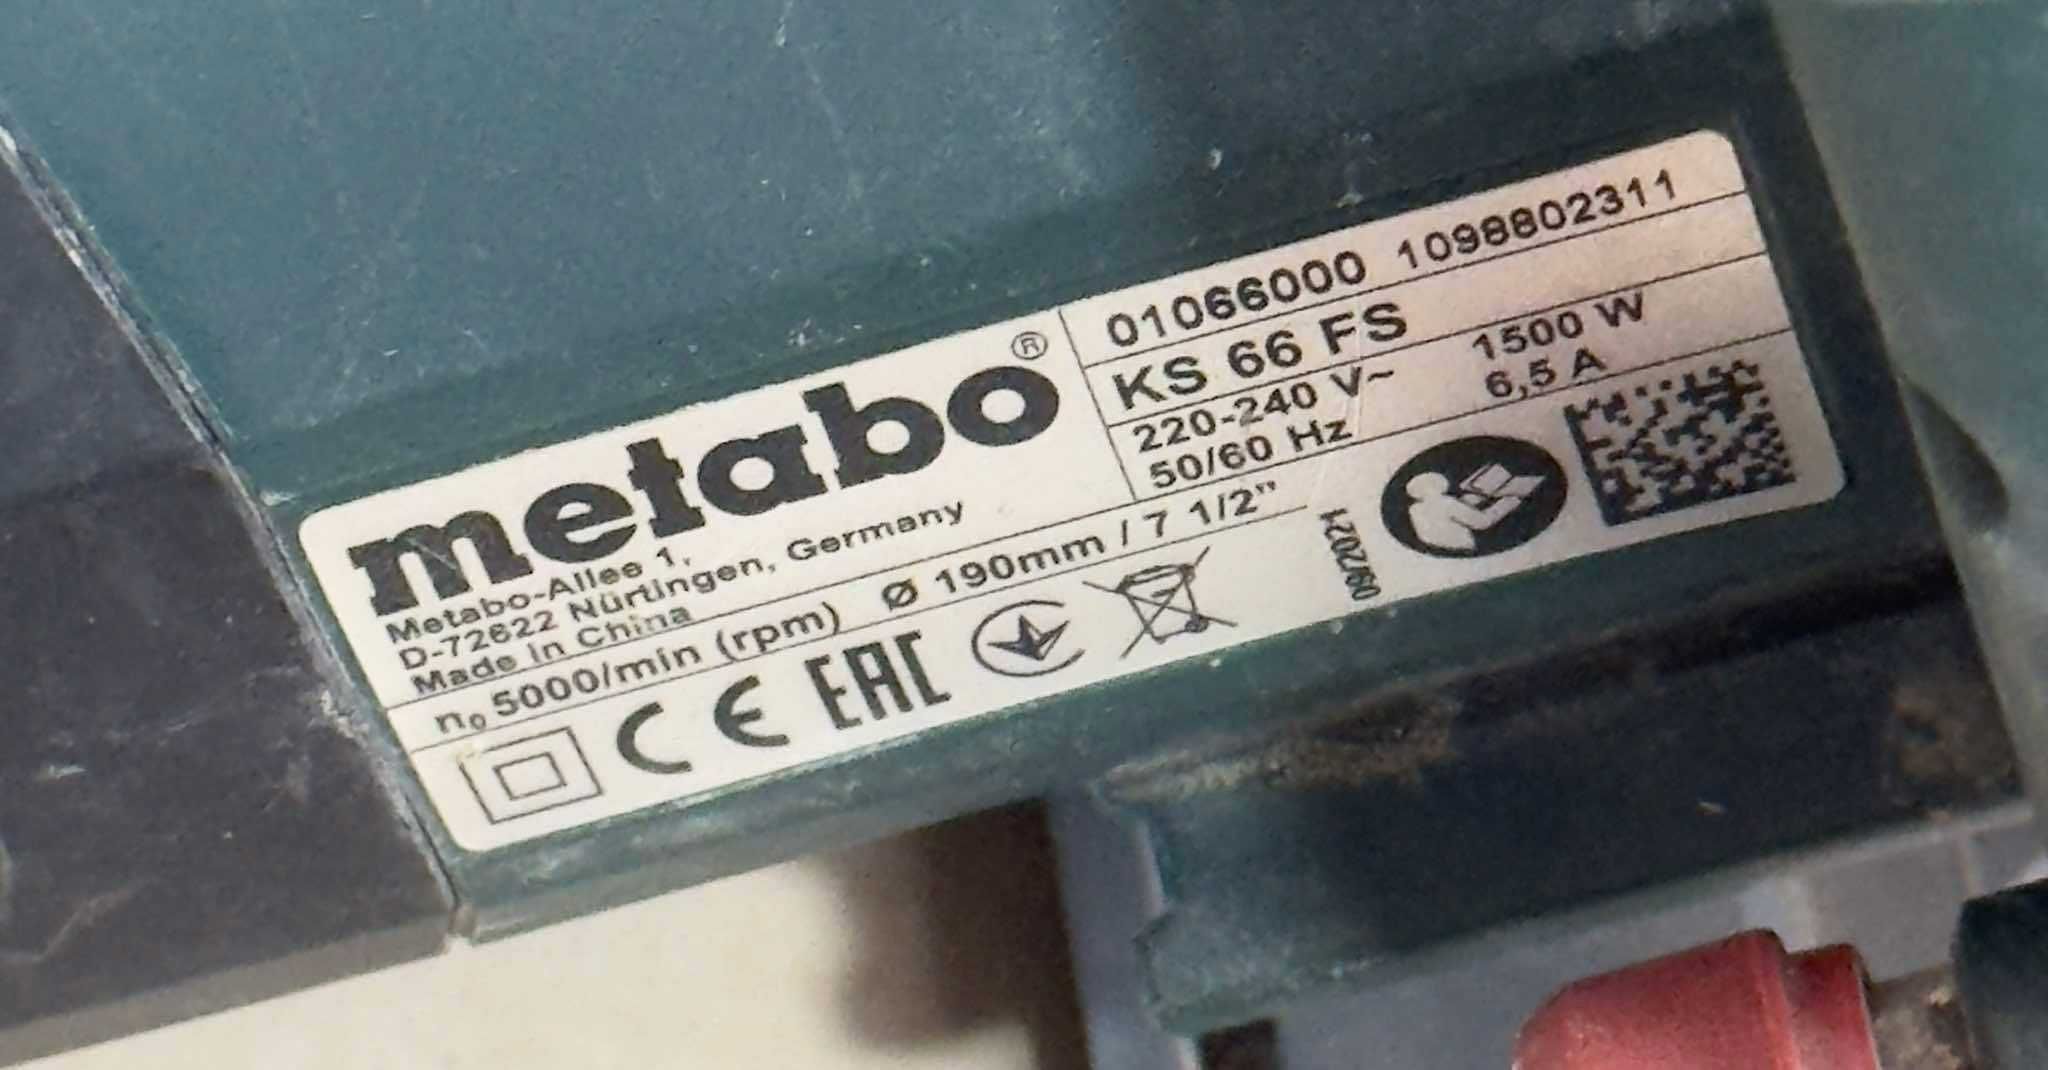 metabo®
Metabo-Allee 1,
D-72622 Nürtingen, Germany
Made in China
01066000 1098802311
KS 66 FS
220-240 V~ 1500 W
50/60 Hz 6,5 A
n₀ 5000/min (rpm) Ø 190mm / 7 1/2"
CE EAC
09/2021